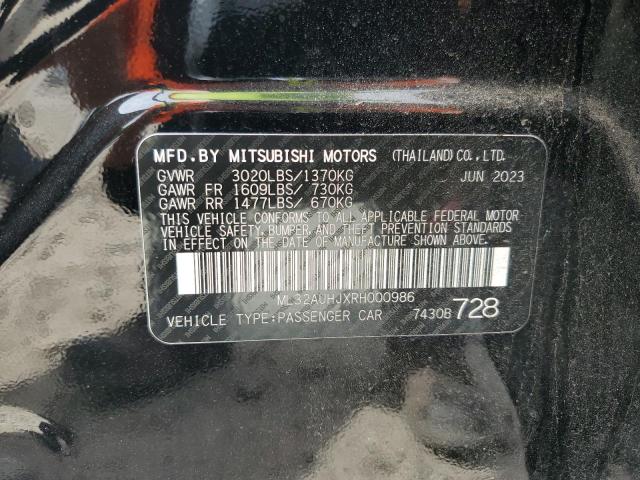 MFD.BY MITSUBISHI MOTORS (THAILAND) CO.,LTD.
GVWR 3020LBS/1370KG JUN 2023
GAWR FR 1609LBS/ 730KG
GAWR RR 1477LBS/ 670KG
THIS VEHICLE CONFORMS TO ALL APPLICABLE FEDERAL MOTOR
VEHICLE SAFETY, BUMPER, AND THEFT PREVENTION STANDARDS
IN EFFECT ON THE DATE OF MANUFACTURE SHOWN ABOVE.
ML32AUHJXRH000986
VEHICLE TYPE:PASSENGER CAR 7430B 728